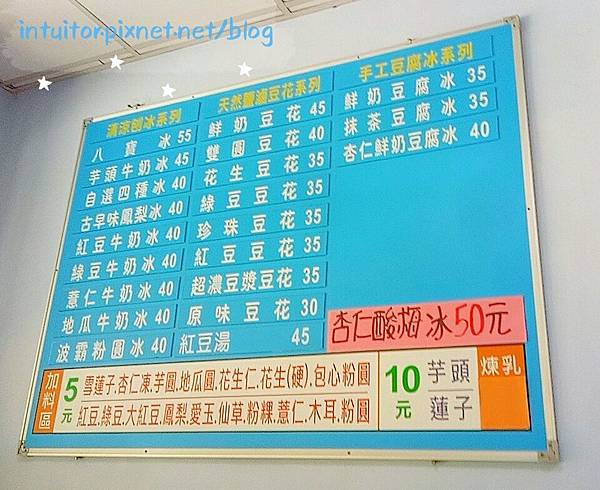 intuitorpixnet.net/blog
清涼刨冰系列
八寶冰 55
芋頭牛奶冰 45
自選四種冰 40
古早味鳳梨冰 40
紅豆牛奶冰 40
綠豆牛奶冰 40
薏仁牛奶冰 40
地瓜牛奶冰 40
波霸粉圓冰 40
天然鹽滷豆花系列
鮮奶豆花 45
雙圓豆花 40
花生豆花 35
綠豆豆花 35
珍珠豆花 35
紅豆豆花 35
超濃豆漿豆花 35
原味豆花 30
紅豆湯 45
手工豆腐冰系列
鮮奶豆腐冰 35
抹茶豆腐冰 35
杏仁鮮奶豆腐冰 40
杏仁酸梅冰50元
加料區
5元
雪蓮子.杏仁凍.芋圓.地瓜圓.花生仁.花生(硬).包心粉圓
紅豆.綠豆.大紅豆.鳳梨.愛玉.仙草.粉粿.薏仁.木耳.粉圓
10元
芋頭
蓮子
煉乳